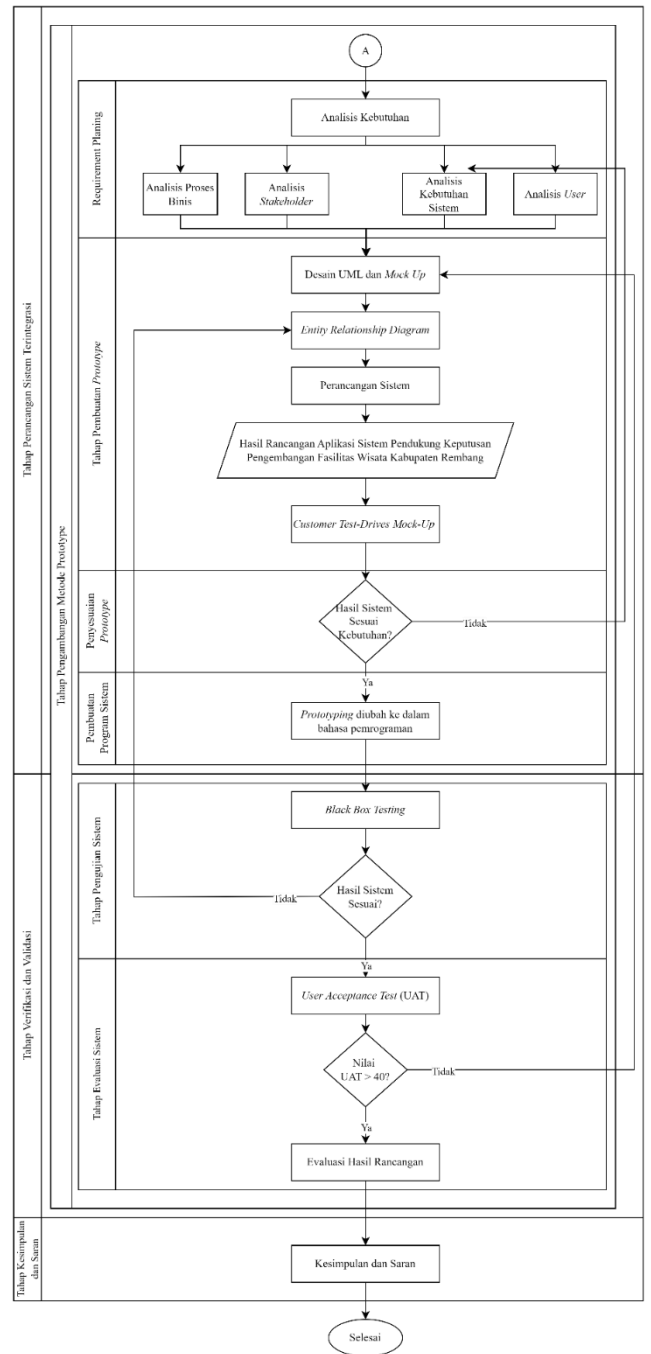 A
Tahap Perancangan Sistem Terintegrasi
Tahap Pengambangan Metode Prototype
Requirement Planing
Analisis Kebutuhan
Analisis Proses
Binis
Analisis
Stakeholder
Analisis
Kebutuhan
Sistem
Analisis User
Tahap Pembuatan Prototype
Desain UML dan Mock Up
Entity Relationship Diagram
Perancangan Sistem
Hasil Rancangan Aplikasi Sistem Pendukung Keputusan
Pengembangan Fasilitas Wisata Kabupaten Rembang
Customer Test-Drives Mock-Up
Penyesuaian
Prototype
Hasil Sistem
Sesuai
Kebutuhan?
Tidak
Ya
Pembuatan
Program Sistem
Prototyping diubah ke dalam
bahasa pemrograman
Tahap Verifikasi dan Validasi
Tahap Pengujian Sistem
Black Box Testing
Hasil Sistem
Sesuai?
Tidak
Ya
Tahap Evaluasi Sistem
User Acceptance Test (UAT)
Nilai
UAT > 40?
Tidak
Ya
Evaluasi Hasil Rancangan
Tahap Kesimpulan
dan Saran
Kesimpulan dan Saran
Selesai